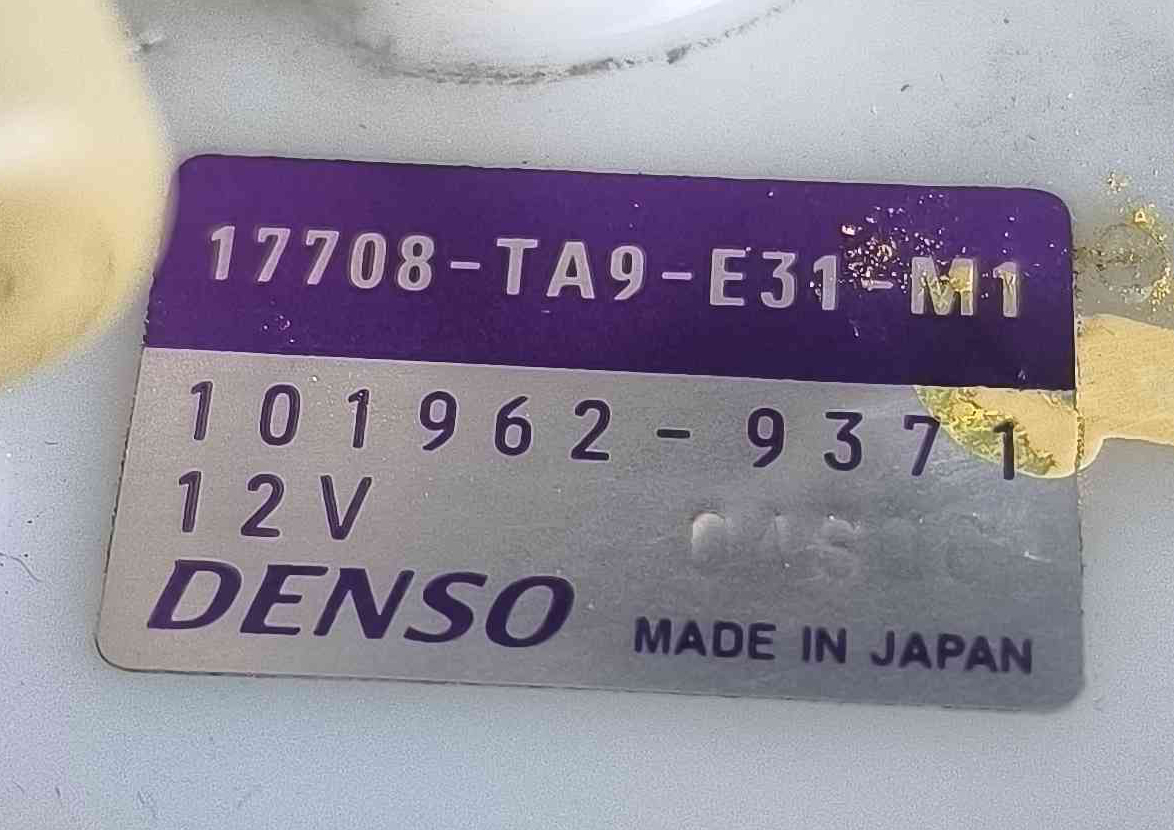 17708-TA9-E31-M1
101962-9371
12V
DENSO MADE IN JAPAN